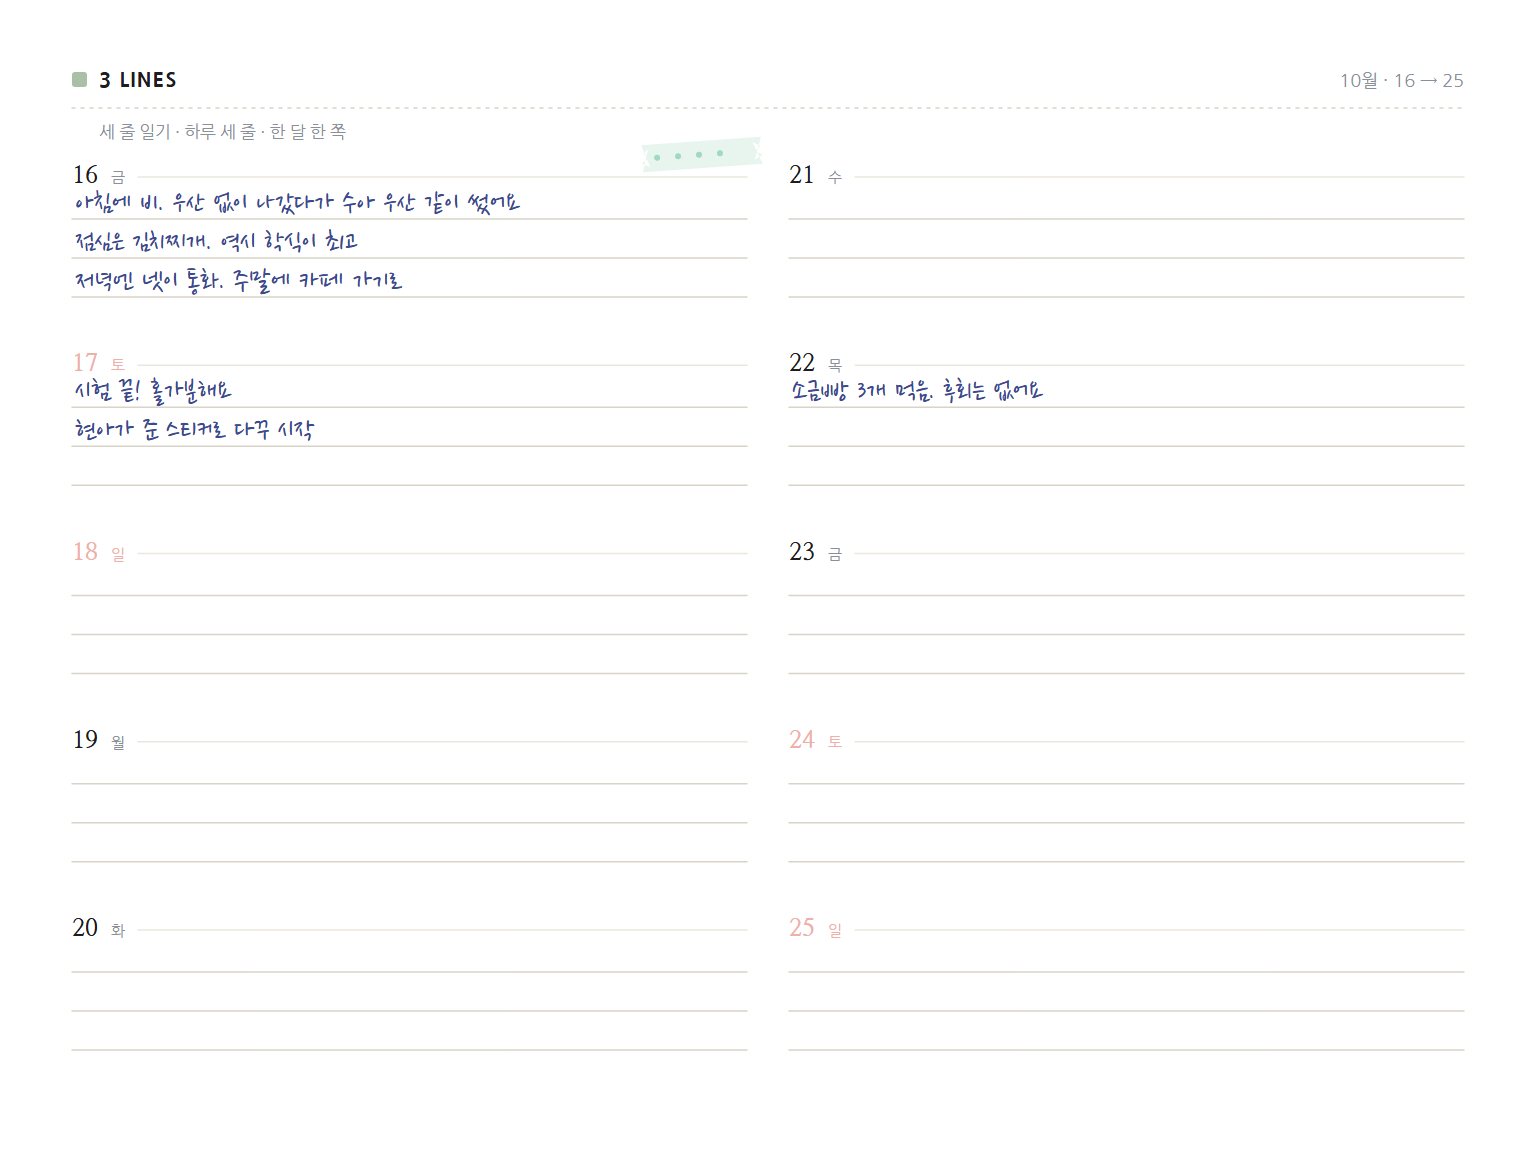 3 LINES
10월 · 16 → 25
세 줄 일기 · 하루 세 줄 · 한 달 한 쪽
16 금
아침에 비. 우산 없이 나갔다가 수아 우산 같이 썼어요
점심은 김치찌개. 역시 학식이 최고
저녁엔 넷이 통화. 주말에 카페 가기로
17 토
시험 끝! 홀가분해요
현아가 준 스티커로 다꾸 시작
18 일
19 월
20 화
21 수
22 목
소금빵 3개 먹음. 후회는 없어요
23 금
24 토
25 일